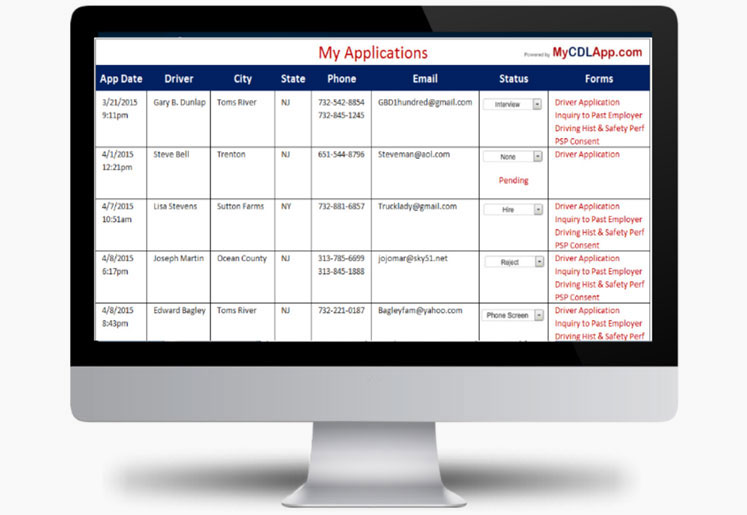 My Applications
Powered by MyCDLApp.com
App Date Driver City State Phone Email Status Forms
3/21/2015 Gary B. Dunlap Toms River NJ 732-542-8854 GBD1hundred@gmail.com Interview Driver Application
9:11pm 732-845-1245 Inquiry to Past Employer
Driving Hist & Safety Perf
PSP Consent
4/1/2015 Steve Bell Trenton NJ 651-544-8796 Steveman@aol.com None Driver Application
12:21pm
Pending
4/7/2015 Lisa Stevens Sutton Farms NY 732-881-6857 Trucklady@gmail.com Hire Driver Application
10:51am Inquiry to Past Employer
Driving Hist & Safety Perf
PSP Consent
4/8/2015 Joseph Martin Ocean County NJ 313-785-6699 jojomar@sky51.net Reject Driver Application
6:17pm 313-845-1888 Inquiry to Past Employer
Driving Hist & Safety Perf
PSP Consent
4/8/2015 Edward Bagley Toms River NJ 732-221-0187 Bagleyfam@yahoo.com Phone Screen Driver Application
8:43pm Inquiry to Past Employer
Driving Hist & Safety Perf